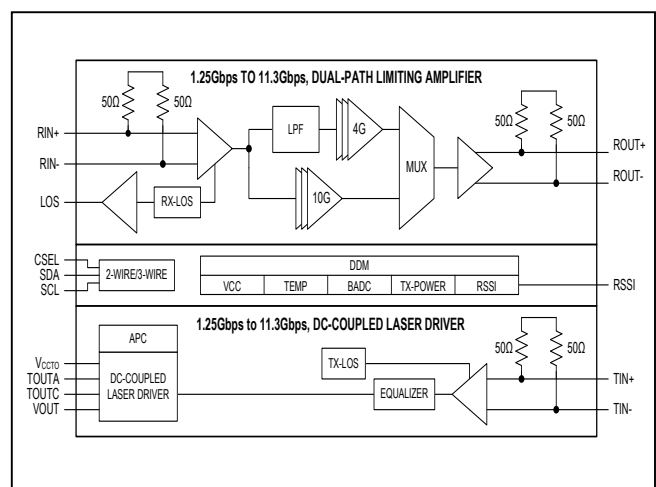 1.25Gbps TO 11.3Gbps, DUAL-PATH LIMITING AMPLIFIER
50Ω 50Ω 50Ω 50Ω
RIN+
RIN-
LOS
LPF
4G
10G
MUX
RX-LOS
ROUT+
ROUT-
CSEL
SDA
SCL
2-WIRE/3-WIRE
DDM
VCC TEMP BADC TX-POWER RSSI
RSSI
1.25Gbps to 11.3Gbps, DC-COUPLED LASER DRIVER
APC
VCCTO
TOUTA
TOUTC
VOUT
DC-COUPLED
LASER DRIVER
TX-LOS
EQUALIZER
50Ω 50Ω
TIN+
TIN-